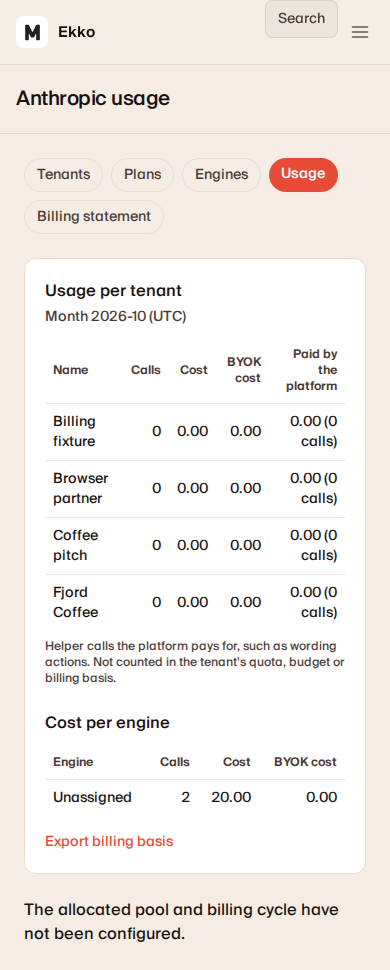 M Ekko
Search
Anthropic usage
Tenants Plans Engines Usage
Billing statement
Usage per tenant
Month 2026-10 (UTC)
Name Calls Cost BYOK cost Paid by the platform
Billing fixture 0 0.00 0.00 0.00 (0 calls)
Browser partner 0 0.00 0.00 0.00 (0 calls)
Coffee pitch 0 0.00 0.00 0.00 (0 calls)
Fjord Coffee 0 0.00 0.00 0.00 (0 calls)
Helper calls the platform pays for, such as wording
actions. Not counted in the tenant's quota, budget or
billing basis.
Cost per engine
Engine Calls Cost BYOK cost
Unassigned 2 20.00 0.00
Export billing basis
The allocated pool and billing cycle have
not been configured.